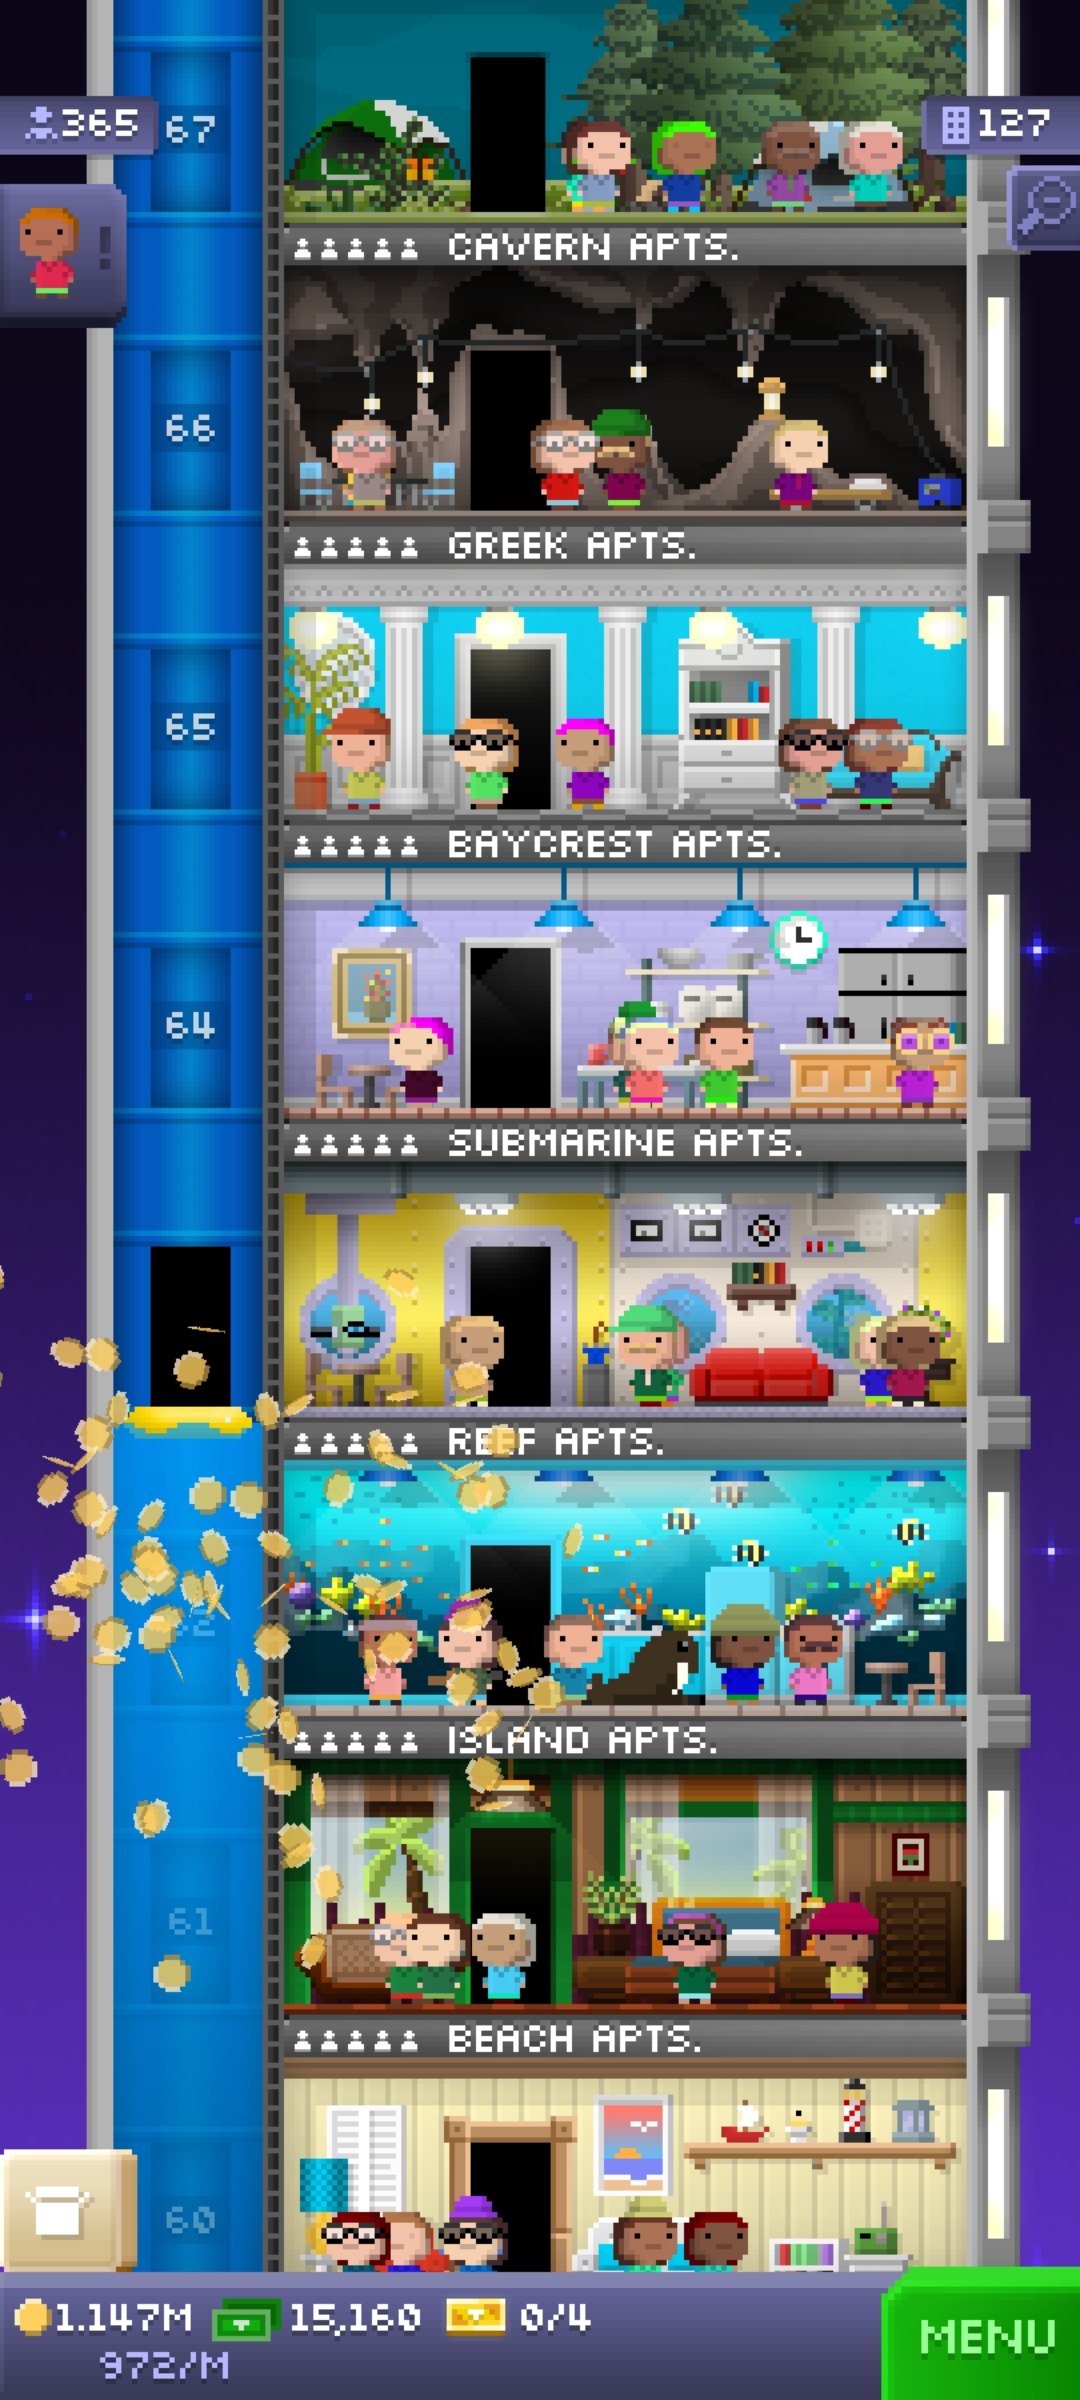 365
67
127
CAVERN APTS.
66
GREEK APTS.
65
BAYCREST APTS.
64
SUBMARINE APTS.
REEF APTS.
62
ISLAND APTS.
61
BEACH APTS.
60
1.147M 15,160 0/4
972/M
MENU